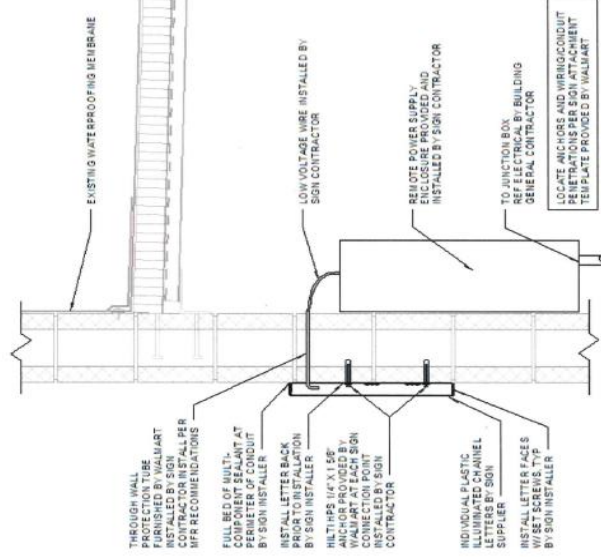 EXISTING WATERPROOFING MEMBRANE
LOW VOLTAGE WIRE INSTALLED BY
SIGN CONTRACTOR
REMOTE POWER SUPPLY
ENCLOSURE PROVIDED AND
INSTALLED BY SIGN CONTRACTOR
TO JUNCTION BOX
REF ELECTRICAL BY BUILDING
GENERAL CONTRACTOR
LOCATE ANCHORS AND WIRING/CONDUIT
PENETRATIONS PER SIGN ATTACHMENT
TEMPLATE PROVIDED BY WALMART
THROUGH WALL
PROTECTION TUBE
FURNISHED BY WALMART
INSTALLED BY SIGN
CONTRACTOR INSTALL PER
MFR RECOMMENDATIONS
FULL BED OF MULTI-
COMPONENT SEALANT AT
PERIMETER OF CONDUIT
BY SIGN INSTALLER
INSTALL LETTER BACK
PRIOR TO INSTALLATION
BY SIGN INSTALLER
HILTI HPS 1/4" X 1 5/8"
ANCHOR PROVIDED BY
WALMART AT EACH SIGN
CONNECTION POINT
INSTALLED BY SIGN
CONTRACTOR
INDIVIDUAL PLASTIC
ILLUMINATED CHANNEL
LETTERS BY SIGN
SUPPLIER
INSTALL LETTER FACES
W/ SET SCREWS, TYP
BY SIGN INSTALLER